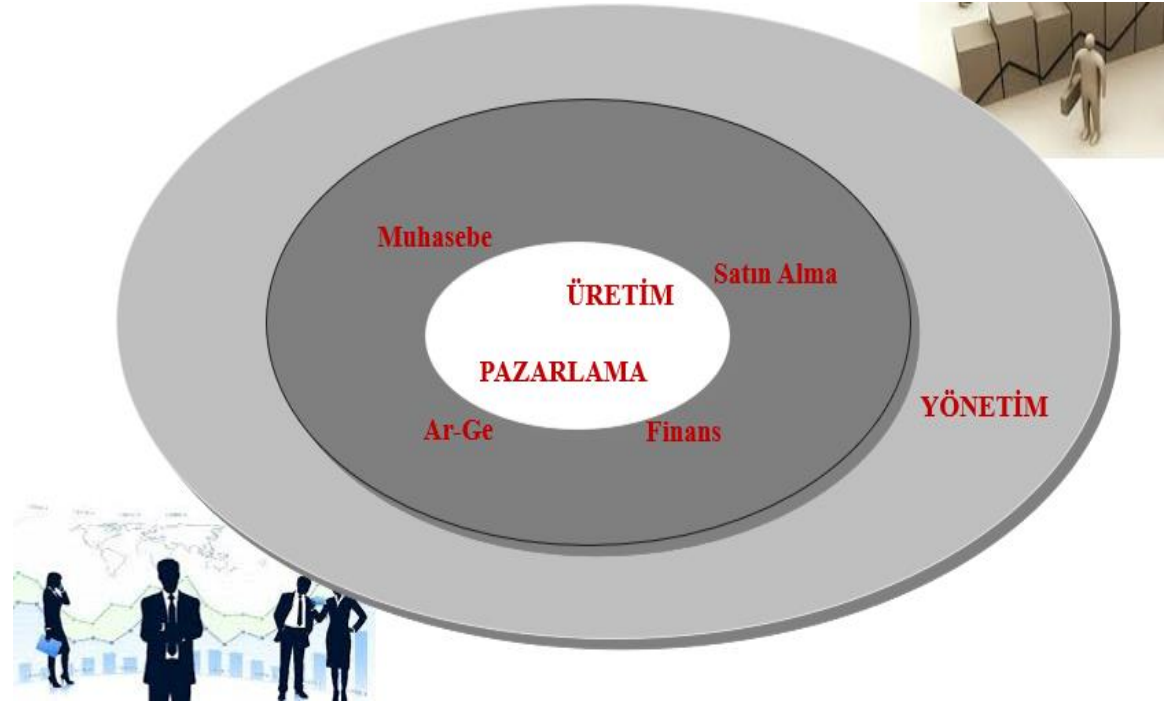 Muhasebe
Satın Alma
ÜRETİM
PAZARLAMA
YÖNETİM
Ar-Ge
Finans